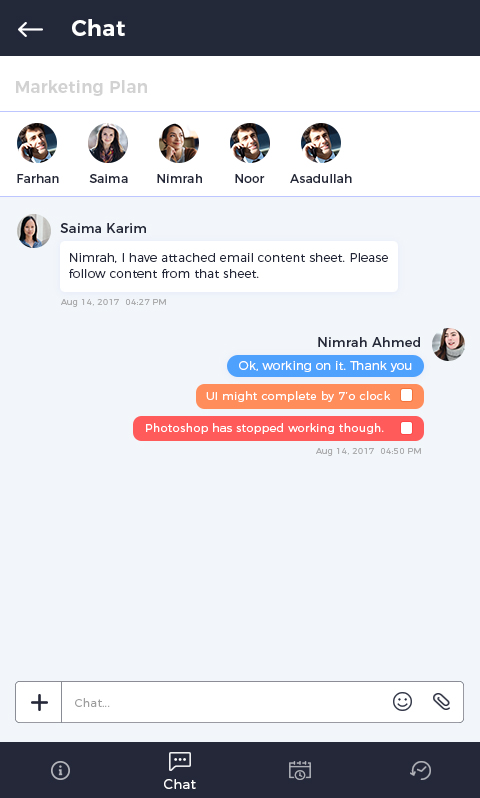 Chat
Marketing Plan
Farhan
Saima
Nimrah
Noor
Asadullah
Saima Karim
Nimrah, I have attached email content sheet. Please
follow content from that sheet.
Aug 14, 2017  04:27 PM
Nimrah Ahmed
Ok, working on it. Thank you
UI might complete by 7'o clock
Photoshop has stopped working though.
Aug 14, 2017  04:50 PM
Chat...
Chat